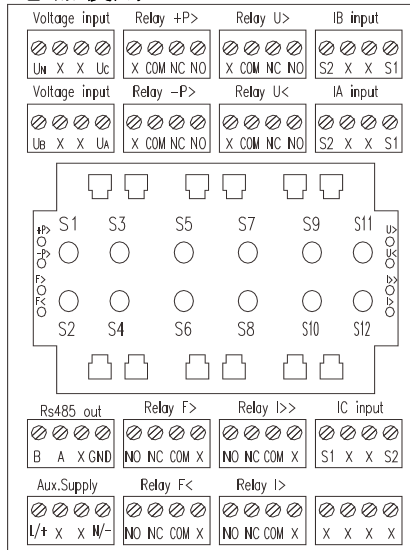 Voltage input Relay +P> Relay U> IB input
UN X X UC X COM NC NO X COM NC NO S2 X X S1
Voltage input Relay -P> Relay U< IA input
UB X X UA X COM NC NO X COM NC NO S2 X X S1
+P> S1 S3 S5 S7 S9 S11 U>
-P> U<
F> I>>
F< I>
S2 S4 S6 S8 S10 S12
Rs485 out Relay F> Relay I>> IC input
B A X GND NO NC COM X NO NC COM X S1 X X S2
Aux.Supply Relay F< Relay I>
L/+ X X N/- NO NC COM X NO NC COM X X X X X